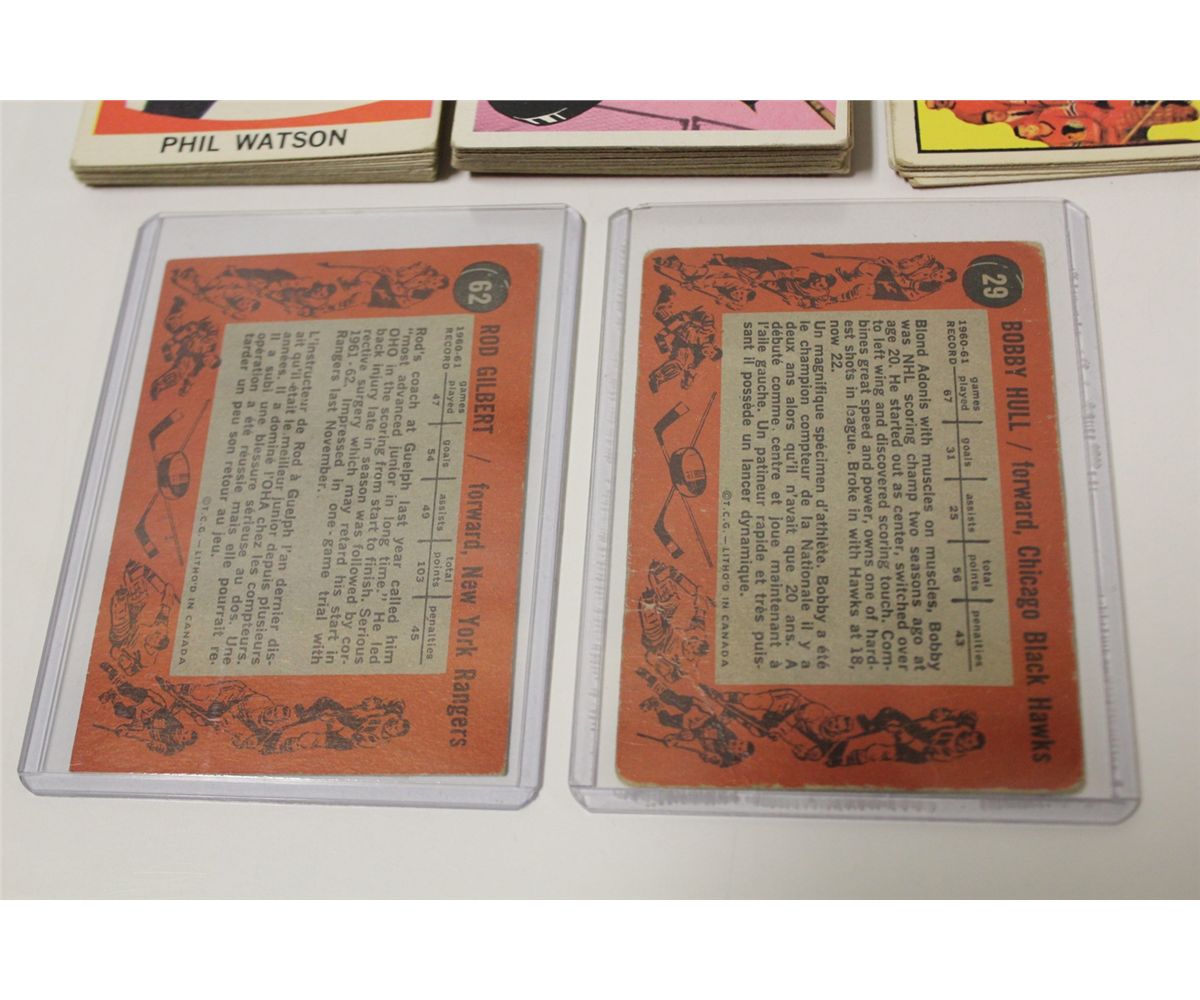 PHIL WATSON
62
ROD GILBERT / forward, New York Rangers
1960-61 games total
RECORD played goals assists points penalties
47 54 49 103 45
Rod's coach at Guelph last year called him
"most advanced junior in long time." He led
OHQ in the scoring from start to finish. Serious
back injury late in season was followed by cor-
rective surgery which may retard his start in
1961-62. Impressed in one-game trial with
Rangers last November.
L'instructeur de Rod à Guelph l'an dernier dis-
ait qu'il était le meilleur junior depuis plusieurs
années. Il a dominé l'OHA chez les compteurs.
Il a subi une blessure sérieuse au dos. Une
opération a été réussie mais elle pourrait re-
tarder un peu son retour au jeu.
©T.C.G. — LITHO'D IN CANADA
29
BOBBY HULL / forward, Chicago Black Hawks
1960-61 games total
RECORD played goals assists points penalties
67 31 25 56 43
Blond Adonis with muscles on muscles, Bobby
was NHL scoring champ two seasons ago at
age 20. He started out as center, switched over
to left wing and discovered scoring touch. Com-
bines great speed and power, owns one of hard-
est shots in league. Broke in with Hawks at 18,
now 22.
Un magnifique spécimen d'athlète, Bobby a été
le champion compteur de la Nationale il y a
deux ans alors qu'il n'avait que 20 ans. A
débuté comme centre et joue maintenant à
l'aile gauche. Un patineur rapide et très puis-
sant il possède un lancer dynamique.
©T.C.G. — LITHO'D IN CANADA